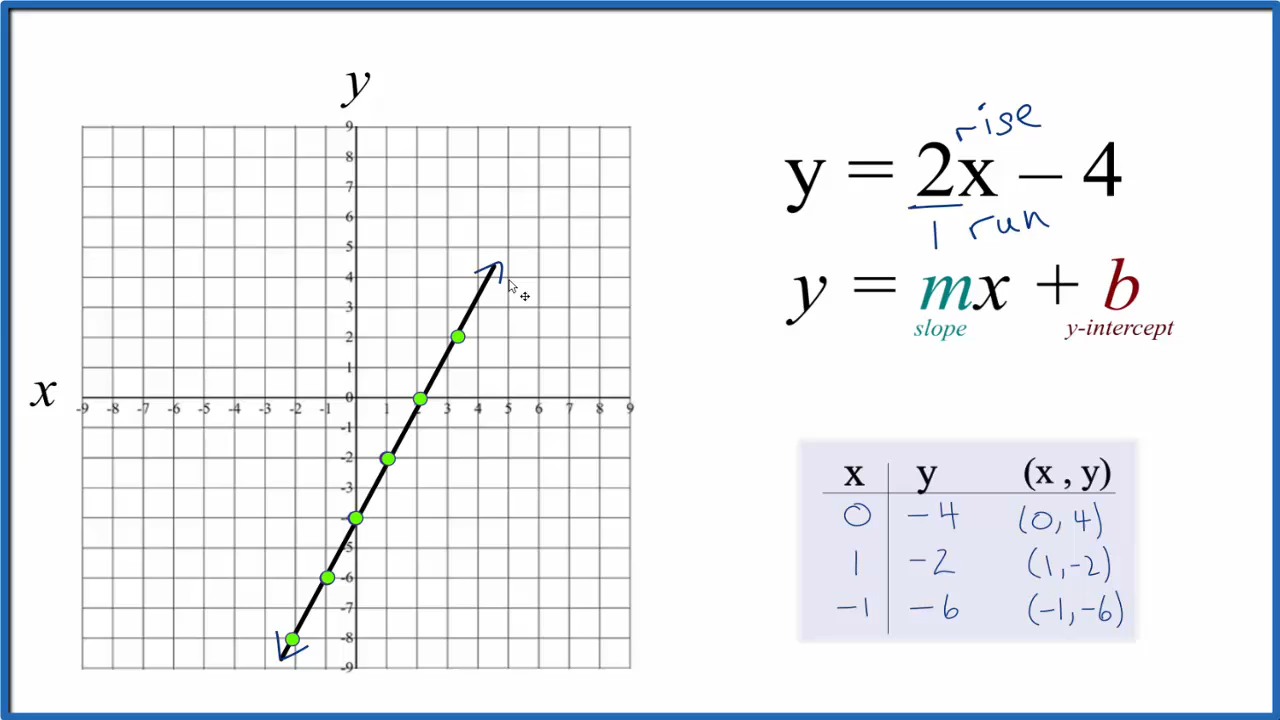 y
9
8
7
6
5
4
3
2
1
0
x
-9 -8 -7 -6 -5 -4 -3 -2 -1 1 2 3 4 5 6 7 8 9
-1
-2
-3
-5
-6
-7
-8
-9
rise
y = 2x – 4
1 run
y = mx + b
slope y-intercept
x y (x , y)
0 -4 (0, 4)
1 -2 (1, -2)
-1 -6 (-1, -6)